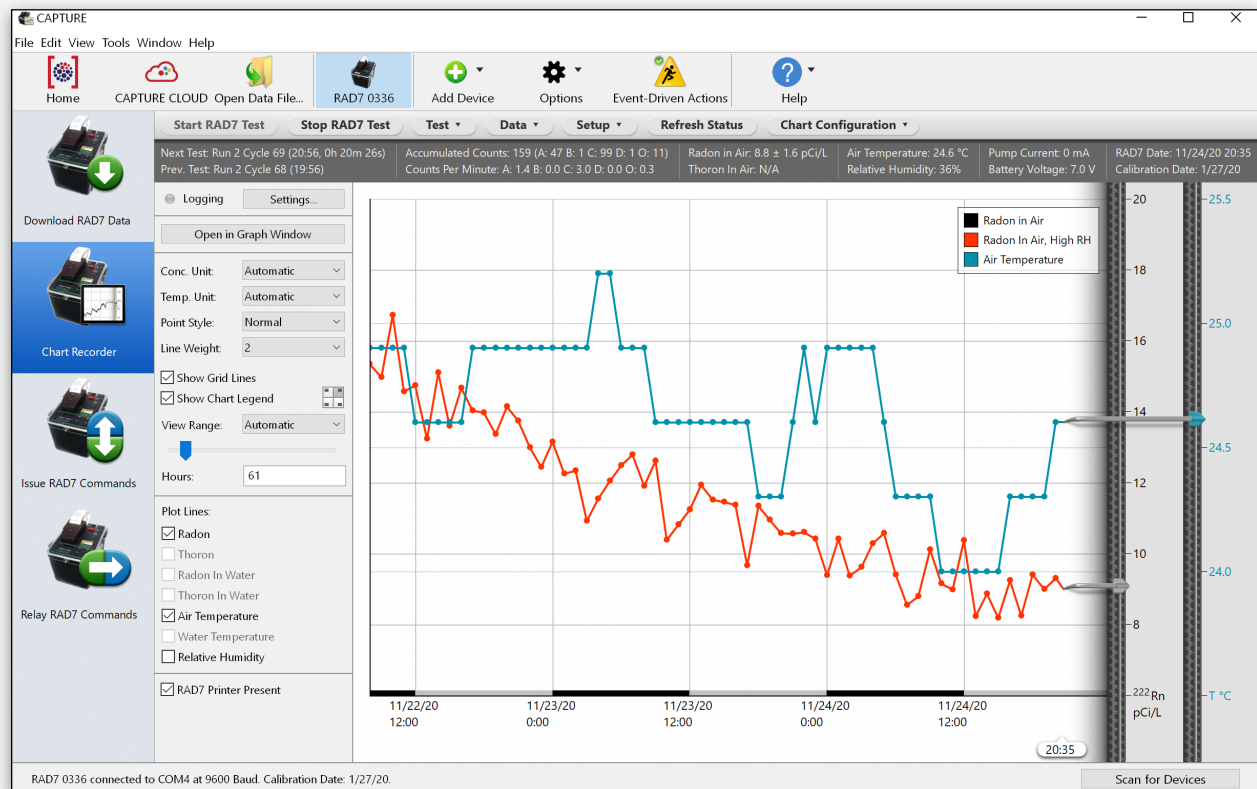 CAPTURE
File Edit View Tools Window Help
Home
CAPTURE CLOUD
Open Data File...
RAD7 0336
Add Device
Options
Event-Driven Actions
Help
Start RAD7 Test
Stop RAD7 Test
Test
Data
Setup
Refresh Status
Chart Configuration
Next Test: Run 2 Cycle 69 (20:56, 0h 20m 26s)
Prev. Test: Run 2 Cycle 68 (19:56)
Accumulated Counts: 159 (A: 47 B: 1 C: 99 D: 1 O: 11)
Counts Per Minute: A: 1.4 B: 0.0 C: 3.0 D: 0.0 O: 0.3
Radon in Air: 8.8 ± 1.6 pCi/L
Thoron In Air: N/A
Air Temperature: 24.6 °C
Relative Humidity: 36%
Pump Current: 0 mA
Battery Voltage: 7.0 V
RAD7 Date: 11/24/20 20:35
Calibration Date: 1/27/20
Download RAD7 Data
Chart Recorder
Issue RAD7 Commands
Relay RAD7 Commands
Logging
Settings...
Open in Graph Window
Conc. Unit: Automatic
Temp. Unit: Automatic
Point Style: Normal
Line Weight: 2
Show Grid Lines
Show Chart Legend
View Range: Automatic
Hours: 61
Plot Lines:
Radon
Thoron
Radon In Water
Thoron In Water
Air Temperature
Water Temperature
Relative Humidity
RAD7 Printer Present
Radon in Air
Radon In Air, High RH
Air Temperature
20
18
16
14
12
10
8
222Rn
pCi/L
25.5
25.0
24.5
24.0
T °C
11/22/20
12:00
11/23/20
0:00
11/23/20
12:00
11/24/20
0:00
11/24/20
12:00
20:35
RAD7 0336 connected to COM4 at 9600 Baud. Calibration Date: 1/27/20.
Scan for Devices